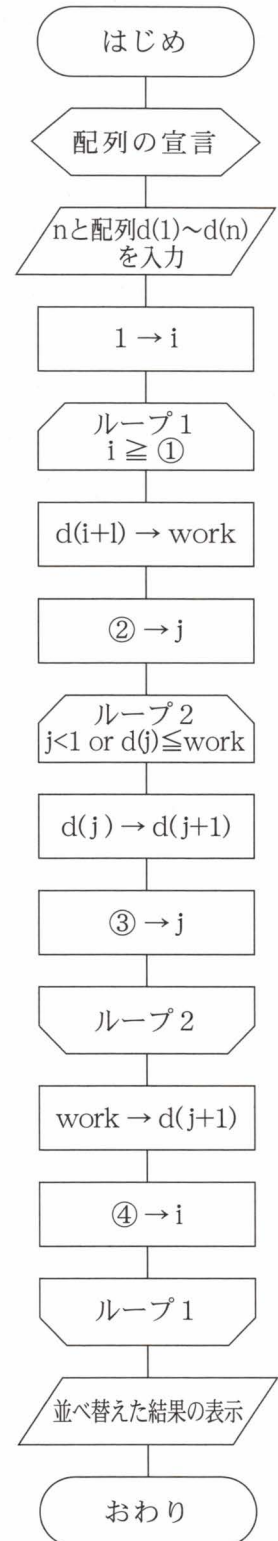 はじめ
配列の宣言
nと配列d(1)～d(n)
を入力
1 → i
ループ1
i ≧ ①
d(i+l) → work
② → j
ループ2
j<1 or d(j)≦work
d(j) → d(j+1)
③ → j
ループ2
work → d(j+1)
④ → i
ループ1
並べ替えた結果の表示
おわり